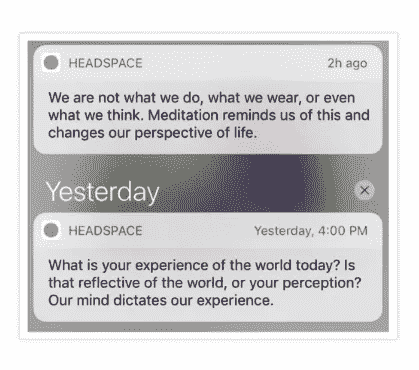 HEADSPACE 2h ago
We are not what we do, what we wear, or even
what we think. Meditation reminds us of this and
changes our perspective of life.
Yesterday
HEADSPACE Yesterday, 4:00 PM
What is your experience of the world today? Is
that reflective of the world, or your perception?
Our mind dictates our experience.